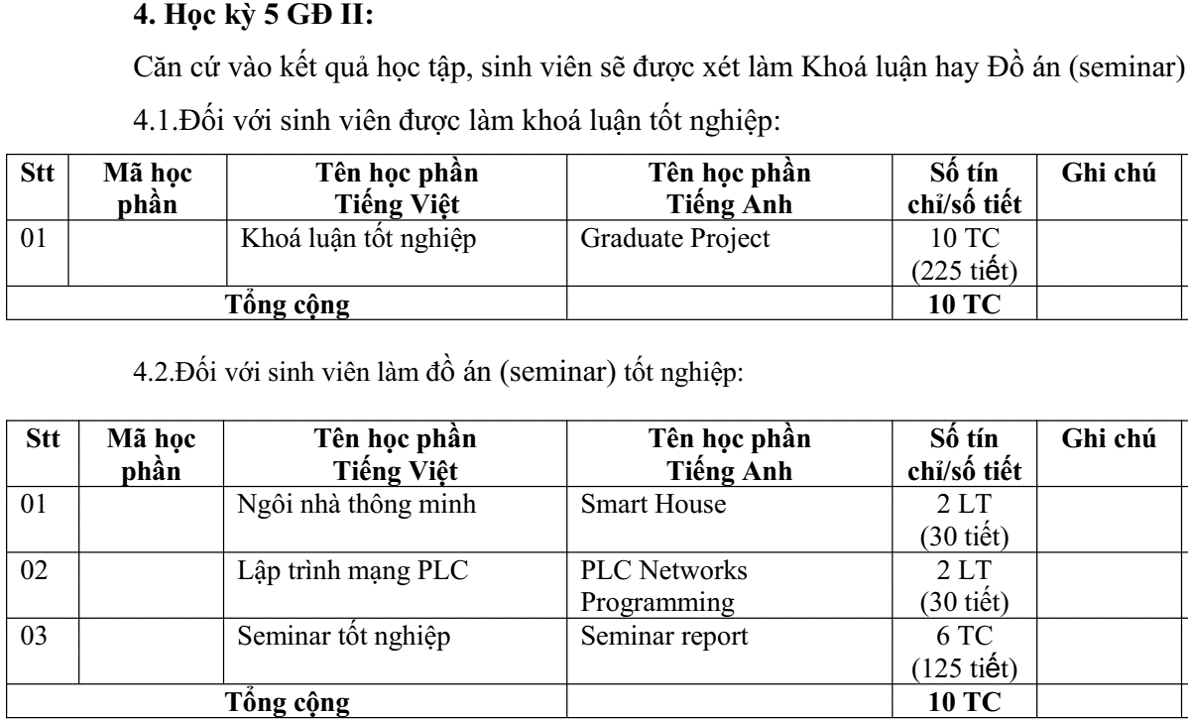 4. Học kỳ 5 GĐ II:
Căn cứ vào kết quả học tập, sinh viên sẽ được xét làm Khoá luận hay Đồ án (seminar)
4.1.Đối với sinh viên được làm khoá luận tốt nghiệp:
Stt Mã học phần Tên học phần Tiếng Việt Tên học phần Tiếng Anh Số tín chỉ/số tiết Ghi chú
01 Khoá luận tốt nghiệp Graduate Project 10 TC
(225 tiết)
Tổng cộng 10 TC
4.2.Đối với sinh viên làm đồ án (seminar) tốt nghiệp:
Stt Mã học phần Tên học phần Tiếng Việt Tên học phần Tiếng Anh Số tín chỉ/số tiết Ghi chú
01 Ngôi nhà thông minh Smart House 2 LT
(30 tiết)
02 Lập trình mạng PLC PLC Networks Programming 2 LT
(30 tiết)
03 Seminar tốt nghiệp Seminar report 6 TC
(125 tiết)
Tổng cộng 10 TC